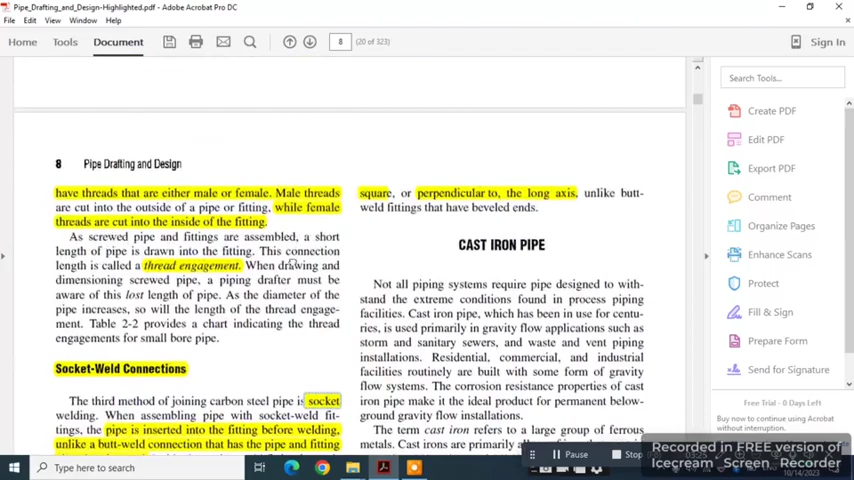 Pipe_Drafting_and_Design-Highlighted.pdf - Adobe Acrobat Pro DC
File Edit View Window Help
Home Tools Document 8 (20 of 323) Sign In
Search Tools...
Create PDF
Edit PDF
Export PDF
Comment
Organize Pages
Enhance Scans
Protect
Fill & Sign
Prepare Form
Send for Signature
Free Trial - 0 Days Left
Buy now to continue using Acrobat
without interruption.
8 Pipe Drafting and Design
have threads that are either male or female. Male threads
are cut into the outside of a pipe or fitting, while female
threads are cut into the inside of the fitting.
As screwed pipe and fittings are assembled, a short
length of pipe is drawn into the fitting. This connection
length is called a thread engagement. When drawing and
dimensioning screwed pipe, a piping drafter must be
aware of this lost length of pipe. As the diameter of the
pipe increases, so will the length of the thread engage-
ment. Table 2-2 provides a chart indicating the thread
engagements for small bore pipe.
Socket-Weld Connections
The third method of joining carbon steel pipe is socket
welding. When assembling pipe with socket-weld fit-
tings, the pipe is inserted into the fitting before welding,
unlike a butt-weld connection that has the pipe and fitting
square, or perpendicular to, the long axis, unlike butt-
weld fittings that have beveled ends.
CAST IRON PIPE
Not all piping systems require pipe designed to with-
stand the extreme conditions found in process piping
facilities. Cast iron pipe, which has been in use for centu-
ries, is used primarily in gravity flow applications such as
storm and sanitary sewers, and waste and vent piping
installations. Residential, commercial, and industrial
facilities routinely are built with some form of gravity
flow systems. The corrosion resistance properties of cast
iron pipe make it the ideal product for permanent below-
ground gravity flow installations.
The term cast iron refers to a large group of ferrous
metals. Cast irons are primarily
Recorded in FREE version of
Icecream Screen Recorder
Type here to search
Pause Stop 03:25
10/14/2023